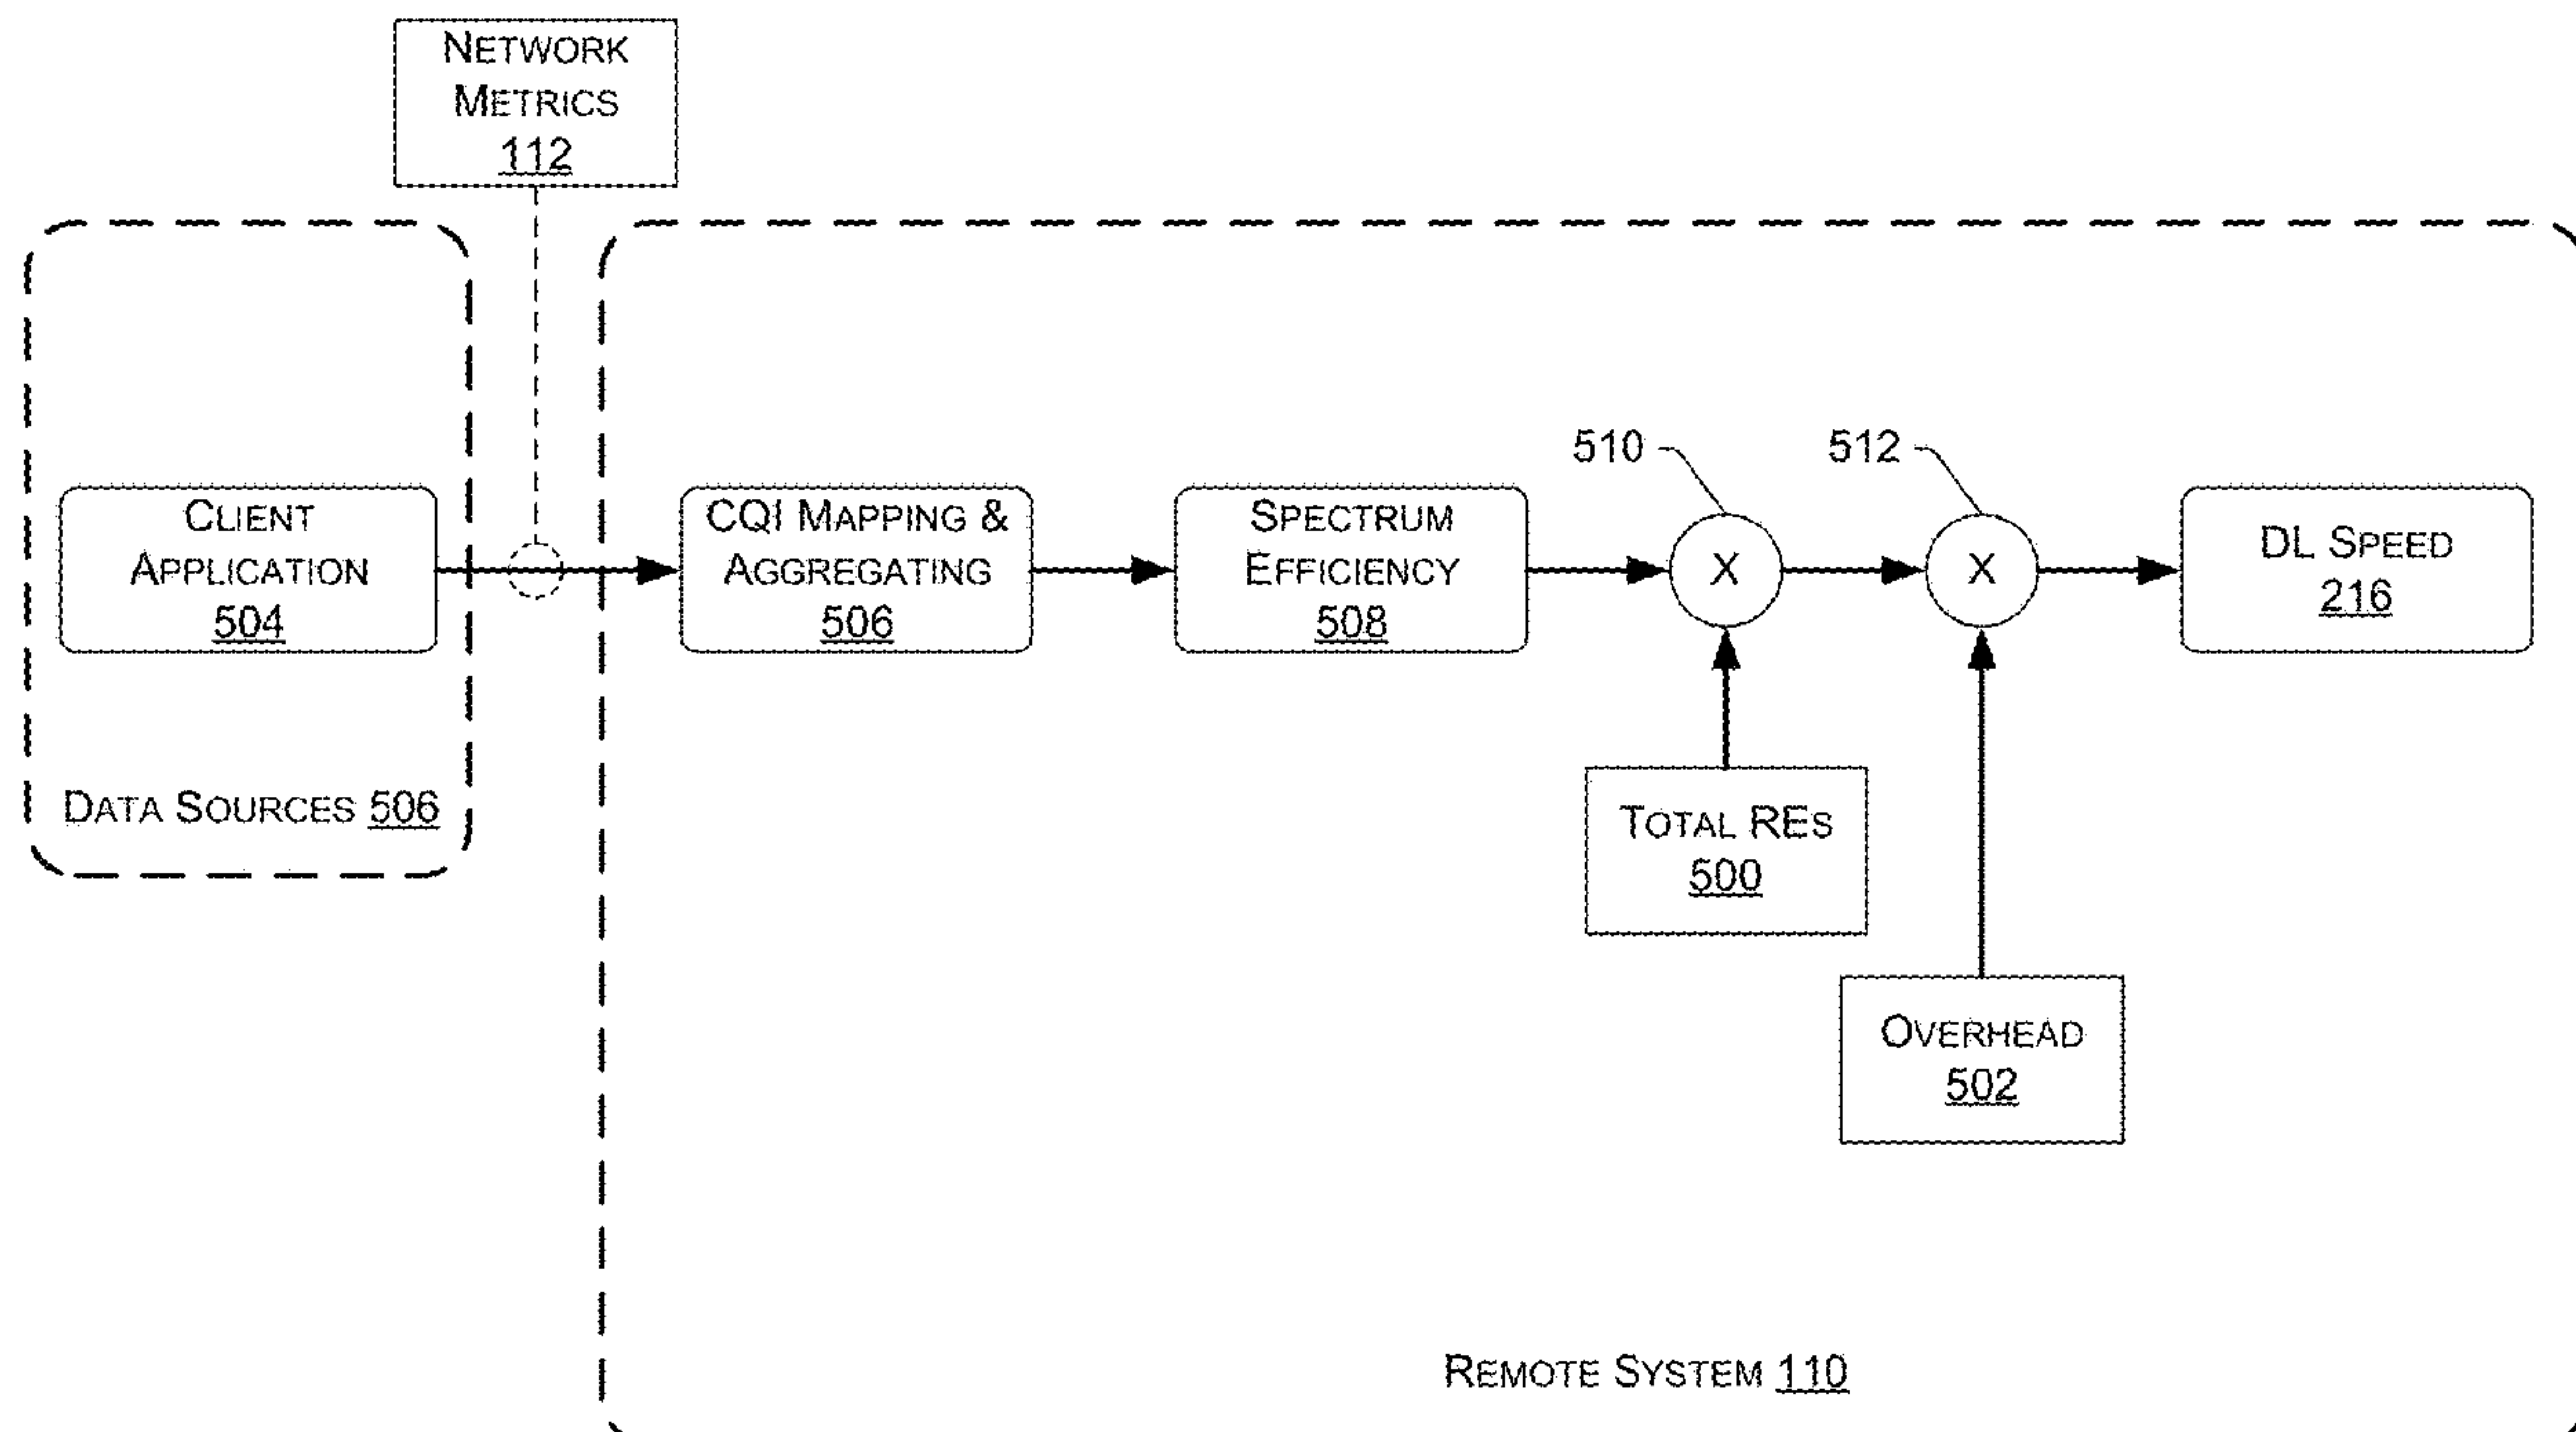 NETWORK
METRICS
112
CLIENT
APPLICATION
504
DATA SOURCES 506
CQI MAPPING &
AGGREGATING
506
SPECTRUM
EFFICIENCY
508
510
X
512
X
DL SPEED
216
TOTAL RES
500
OVERHEAD
502
REMOTE SYSTEM 110